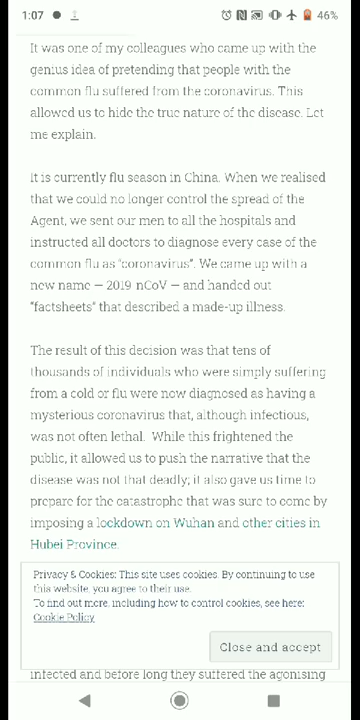 1:07
46%
It was one of my colleagues who came up with the
genius idea of pretending that people with the
common flu suffered from the coronavirus. This
allowed us to hide the true nature of the disease. Let
me explain.
It is currently flu season in China. When we realised
that we could no longer control the spread of the
Agent, we sent our men to all the hospitals and
instructed all doctors to diagnose every case of the
common flu as "coronavirus". We came up with a
new name — 2019 nCoV — and handed out
"factsheets" that described a made-up illness.
The result of this decision was that tens of
thousands of individuals who were simply suffering
from a cold or flu were now diagnosed as having a
mysterious coronavirus that, although infectious,
was not often lethal. While this frightened the
public, it allowed us to push the narrative that the
disease was not that deadly; it also gave us time to
prepare for the catastrophe that was sure to come by
imposing a lockdown on Wuhan and other cities in
Hubei Province.
Privacy & Cookies: This site uses cookies. By continuing to use
this website, you agree to their use.
To find out more, including how to control cookies, see here:
Cookie Policy
Close and accept
infected and before long they suffered the agonising